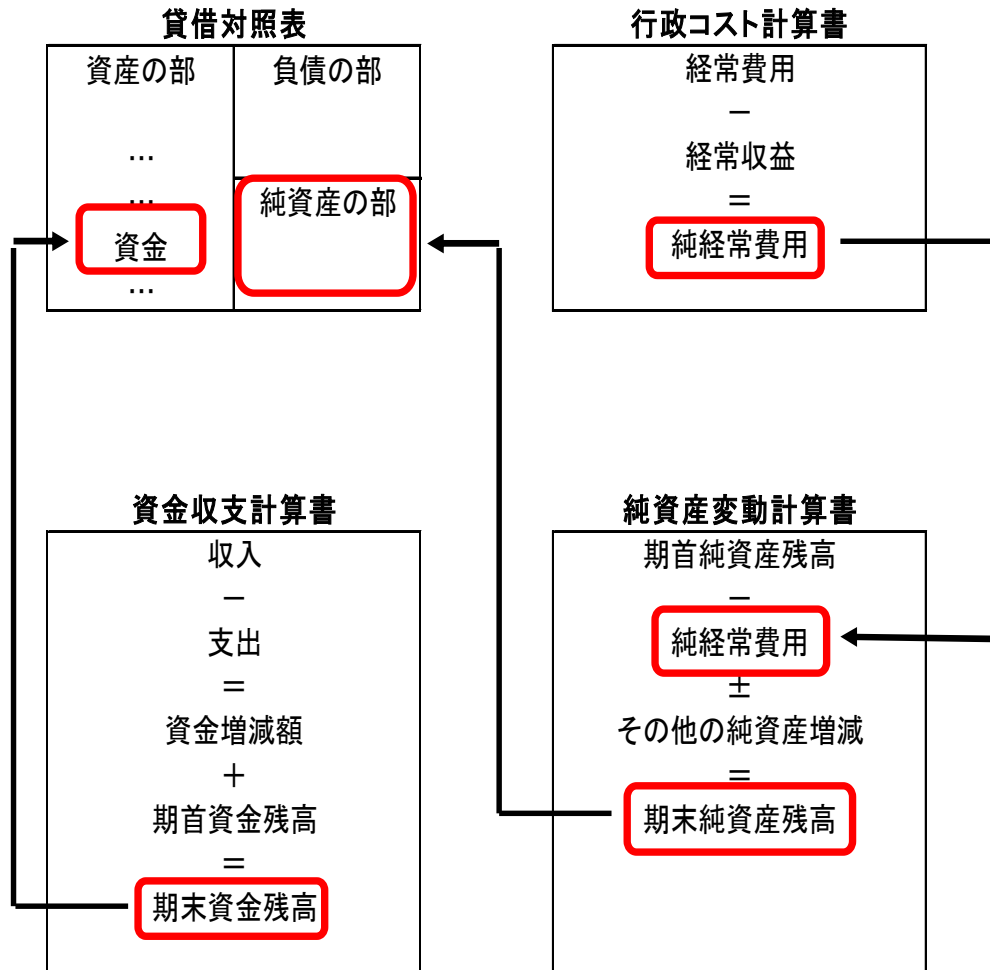 貸借対照表
資産の部
…
…
資金
…
負債の部
純資産の部
行政コスト計算書
経常費用
－
経常収益
＝
純経常費用
資金収支計算書
収入
－
支出
＝
資金増減額
＋
期首資金残高
＝
期末資金残高
純資産変動計算書
期首純資産残高
－
純経常費用
±
その他の純資産増減
＝
期末純資産残高